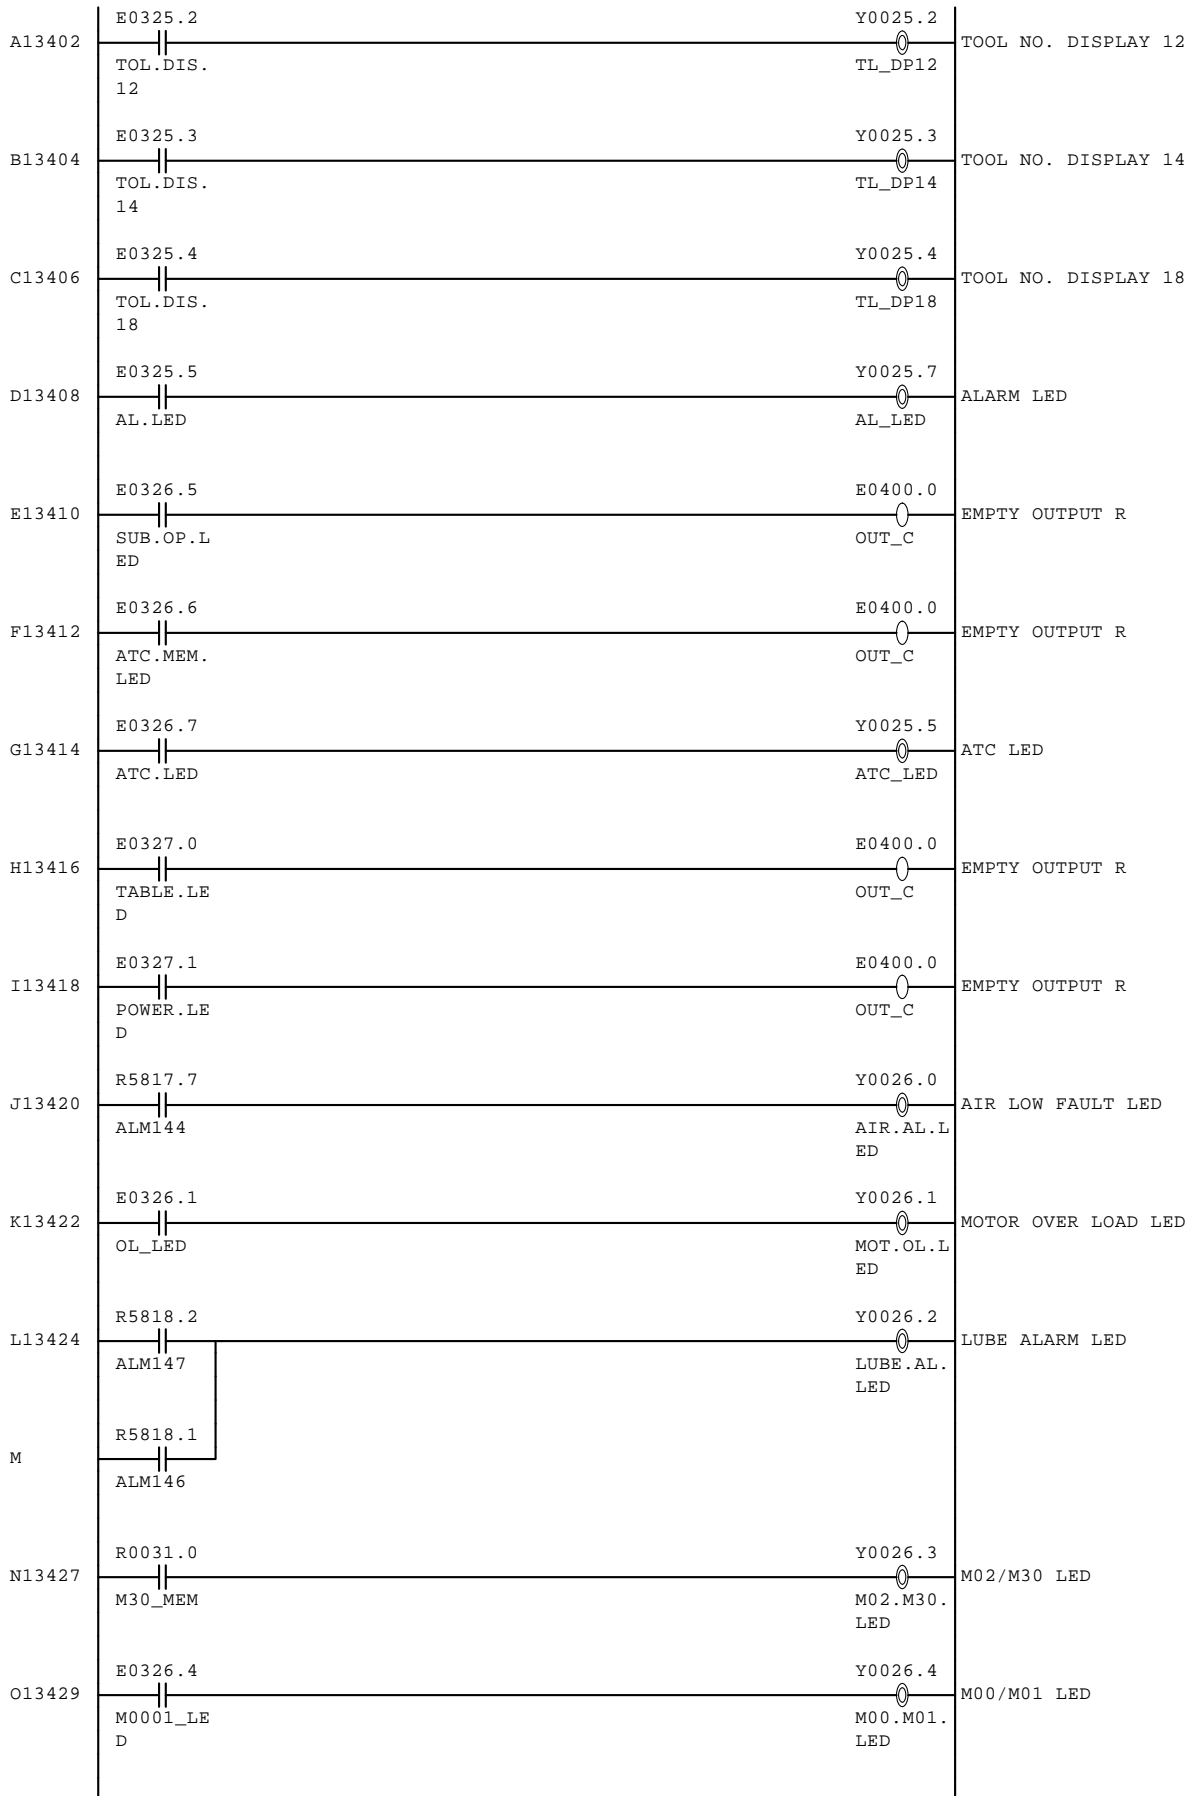 E0325.2 Y0025.2
A13402 TOOL NO. DISPLAY 12
TOL.DIS. TL_DP12
12
E0325.3 Y0025.3
B13404 TOOL NO. DISPLAY 14
TOL.DIS. TL_DP14
14
E0325.4 Y0025.4
C13406 TOOL NO. DISPLAY 18
TOL.DIS. TL_DP18
18
E0325.5 Y0025.7
D13408 ALARM LED
AL.LED AL_LED
E0326.5 E0400.0
E13410 EMPTY OUTPUT R
SUB.OP.L OUT_C
ED
E0326.6 E0400.0
F13412 EMPTY OUTPUT R
ATC.MEM. OUT_C
LED
E0326.7 Y0025.5
G13414 ATC LED
ATC.LED ATC_LED
E0327.0 E0400.0
H13416 EMPTY OUTPUT R
TABLE.LE OUT_C
D
E0327.1 E0400.0
I13418 EMPTY OUTPUT R
POWER.LE OUT_C
D
R5817.7 Y0026.0
J13420 AIR LOW FAULT LED
ALM144 AIR.AL.L
ED
E0326.1 Y0026.1
K13422 MOTOR OVER LOAD LED
OL_LED MOT.OL.L
ED
R5818.2 Y0026.2
L13424 LUBE ALARM LED
ALM147 LUBE.AL.
LED
R5818.1
M
ALM146
R0031.0 Y0026.3
N13427 M02/M30 LED
M30_MEM M02.M30.
LED
E0326.4 Y0026.4
O13429 M00/M01 LED
M0001_LE M00.M01.
D LED